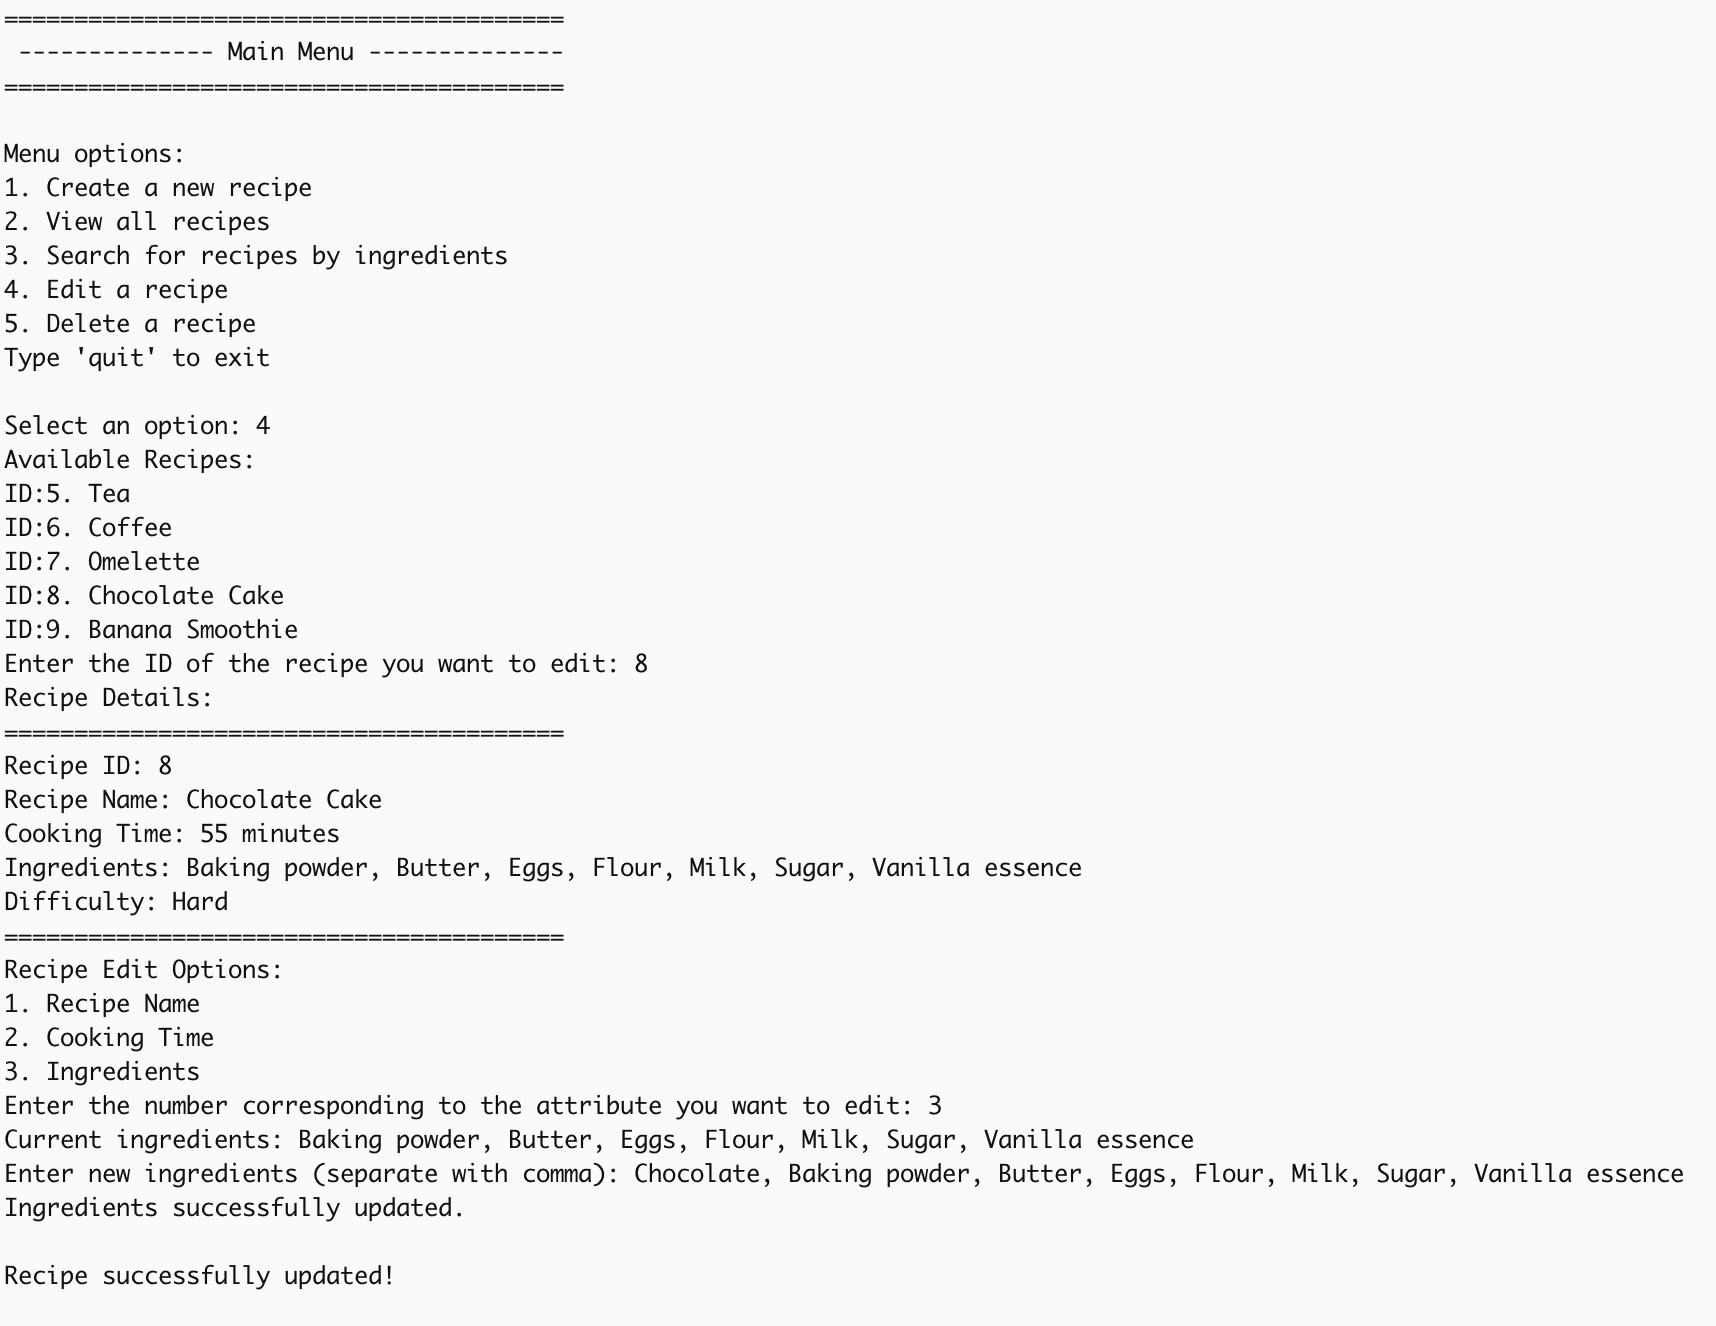 ========================================
 -------------- Main Menu --------------
========================================

Menu options:
1. Create a new recipe
2. View all recipes
3. Search for recipes by ingredients
4. Edit a recipe
5. Delete a recipe
Type 'quit' to exit

Select an option: 4
Available Recipes:
ID:5. Tea
ID:6. Coffee
ID:7. Omelette
ID:8. Chocolate Cake
ID:9. Banana Smoothie
Enter the ID of the recipe you want to edit: 8
Recipe Details:
========================================
Recipe ID: 8
Recipe Name: Chocolate Cake
Cooking Time: 55 minutes
Ingredients: Baking powder, Butter, Eggs, Flour, Milk, Sugar, Vanilla essence
Difficulty: Hard
========================================
Recipe Edit Options:
1. Recipe Name
2. Cooking Time
3. Ingredients
Enter the number corresponding to the attribute you want to edit: 3
Current ingredients: Baking powder, Butter, Eggs, Flour, Milk, Sugar, Vanilla essence
Enter new ingredients (separate with comma): Chocolate, Baking powder, Butter, Eggs, Flour, Milk, Sugar, Vanilla essence
Ingredients successfully updated.

Recipe successfully updated!